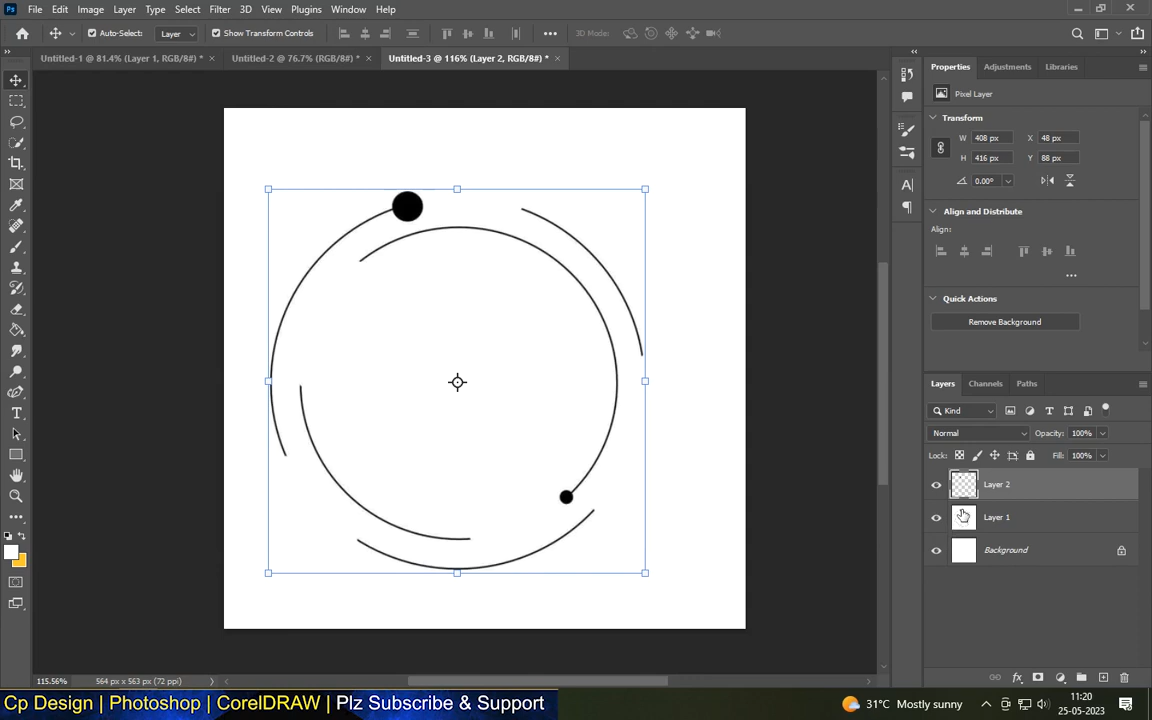 Ps File Edit Image Layer Type Select Filter 3D View Plugins Window Help
Auto-Select: Layer Show Transform Controls 3D Mode:
Untitled-1 @ 81.4% (Layer 1, RGB/8#) * Untitled-2 @ 76.7% (RGB/8#) * Untitled-3 @ 116% (Layer 2, RGB/8#) *
Properties Adjustments Libraries
Pixel Layer
Transform
W 408 px X 48 px
H 416 px Y 88 px
0.00°
Align and Distribute
Align:
Quick Actions
Remove Background
Layers Channels Paths
Kind
Normal Opacity: 100%
Lock: Fill: 100%
Layer 2
Layer 1
Background
115.56% 564 px x 563 px (72 ppi)
Cp Design | Photoshop | CorelDRAW | Plz Subscribe & Support
31°C Mostly sunny
11:20
25-05-2023